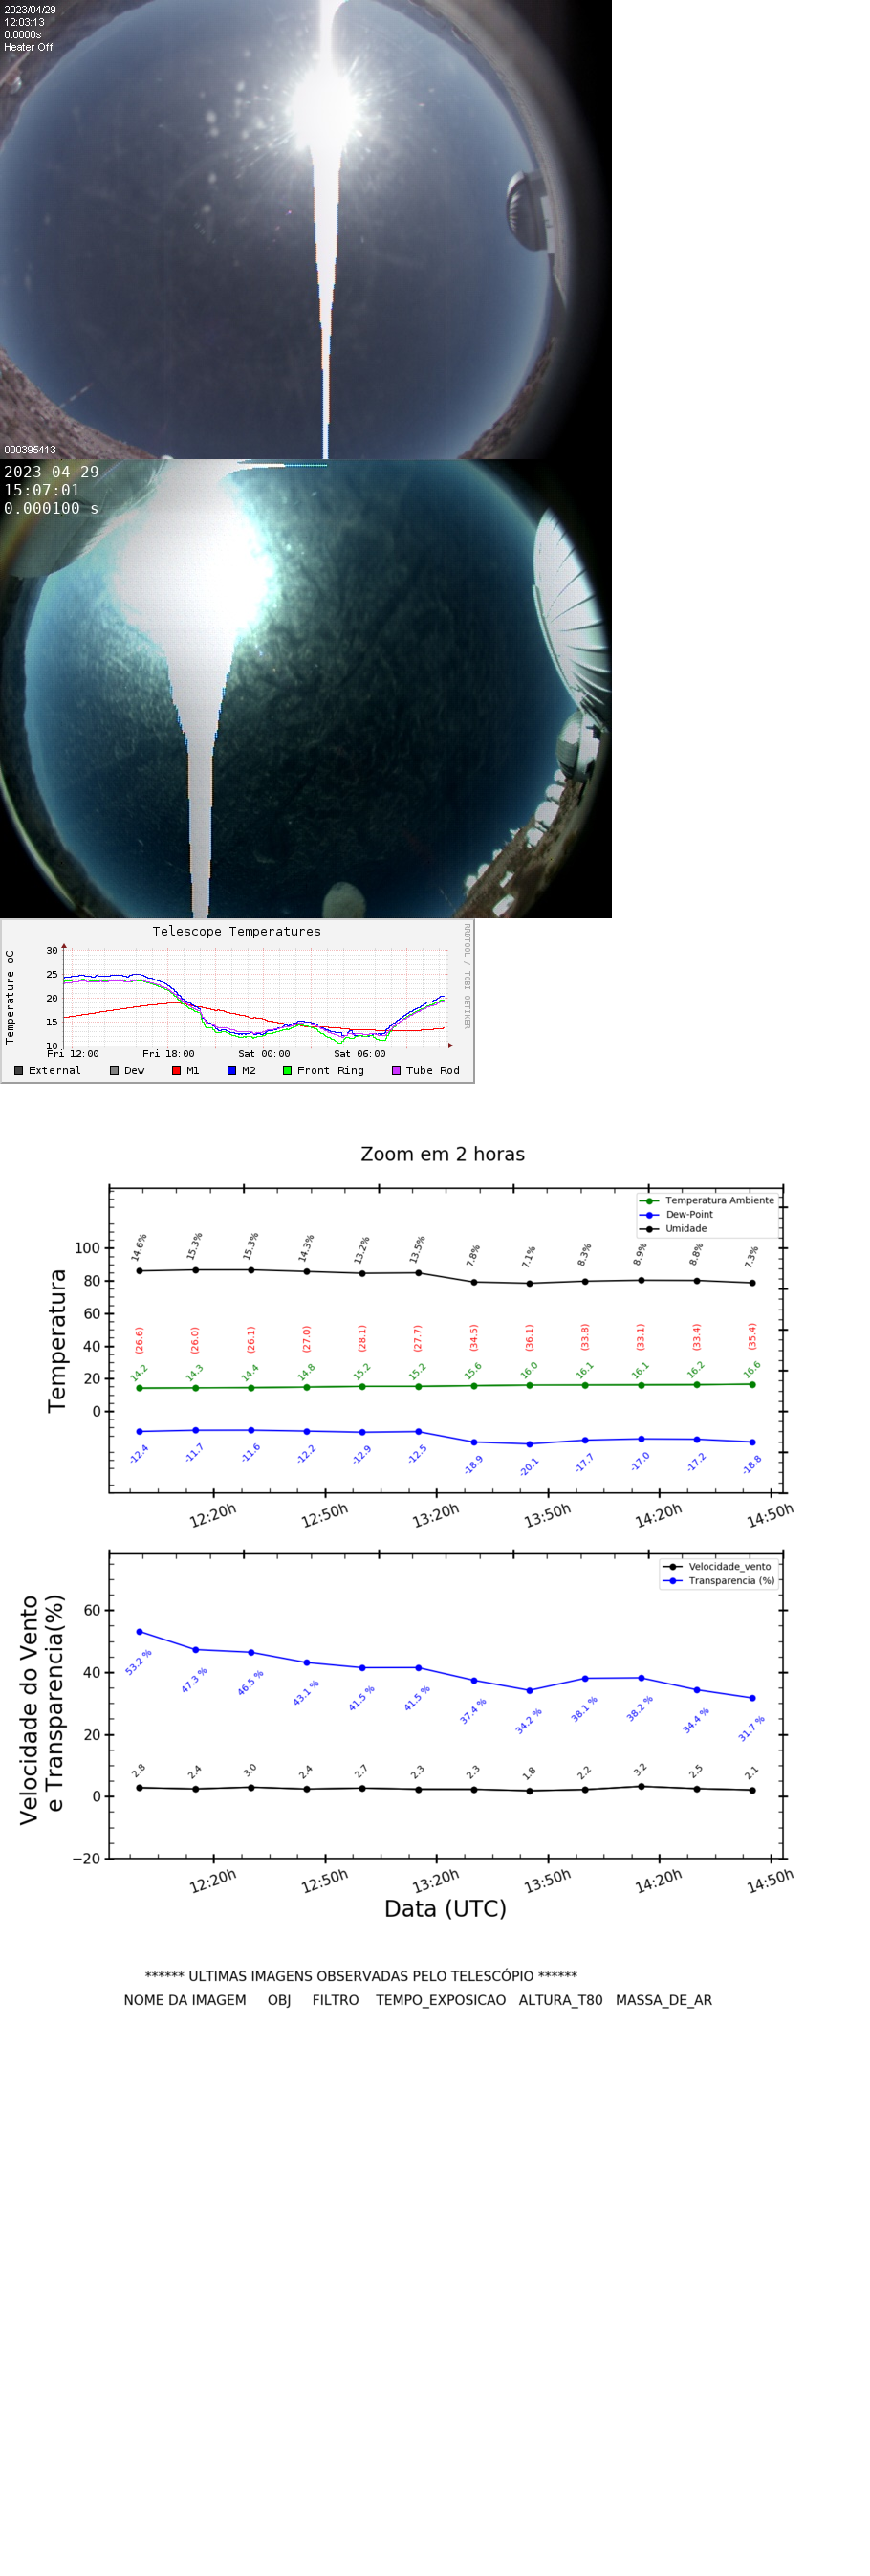 2023/04/29
12:03:13
0.0000s
Heater Off
000395413
2023-04-29
15:07:01
0.000100 s
Telescope Temperatures
RRDTOOL / TOBI OETIKER
Temperature oC
30
25
20
15
10
Fri 12:00 Fri 18:00 Sat 00:00 Sat 06:00
External Dew M1 M2 Front Ring Tube Rod
Zoom em 2 horas
Temperatura Ambiente
Dew-Point
Umidade
Temperatura
100
80
60
40
20
0
14.6% 15.3% 15.3% 14.3% 13.2% 13.5% 7.8% 7.1% 8.3% 8.9% 8.8% 7.3%
(26.6) (26.0) (26.1) (27.0) (28.1) (27.7) (34.5) (36.1) (33.8) (33.1) (33.4) (35.4)
14.2 14.3 14.4 14.8 15.2 15.2 15.6 16.0 16.1 16.1 16.2 16.6
-12.4 -11.7 -11.6 -12.2 -12.9 -12.5 -18.9 -20.1 -17.7 -17.0 -17.2 -18.8
12:20h 12:50h 13:20h 13:50h 14:20h 14:50h
Velocidade_vento
Transparencia (%)
Velocidade do Vento
e Transparencia(%)
60
40
20
0
−20
53.2 % 47.3 % 46.5 % 43.1 % 41.5 % 41.5 % 37.4 % 34.2 % 38.1 % 38.2 % 34.4 % 31.7 %
2.8 2.4 3.0 2.4 2.7 2.3 2.3 1.8 2.2 3.2 2.5 2.1
12:20h 12:50h 13:20h 13:50h 14:20h 14:50h
Data (UTC)
****** ULTIMAS IMAGENS OBSERVADAS PELO TELESCÓPIO ******
NOME DA IMAGEM OBJ FILTRO TEMPO_EXPOSICAO ALTURA_T80 MASSA_DE_AR